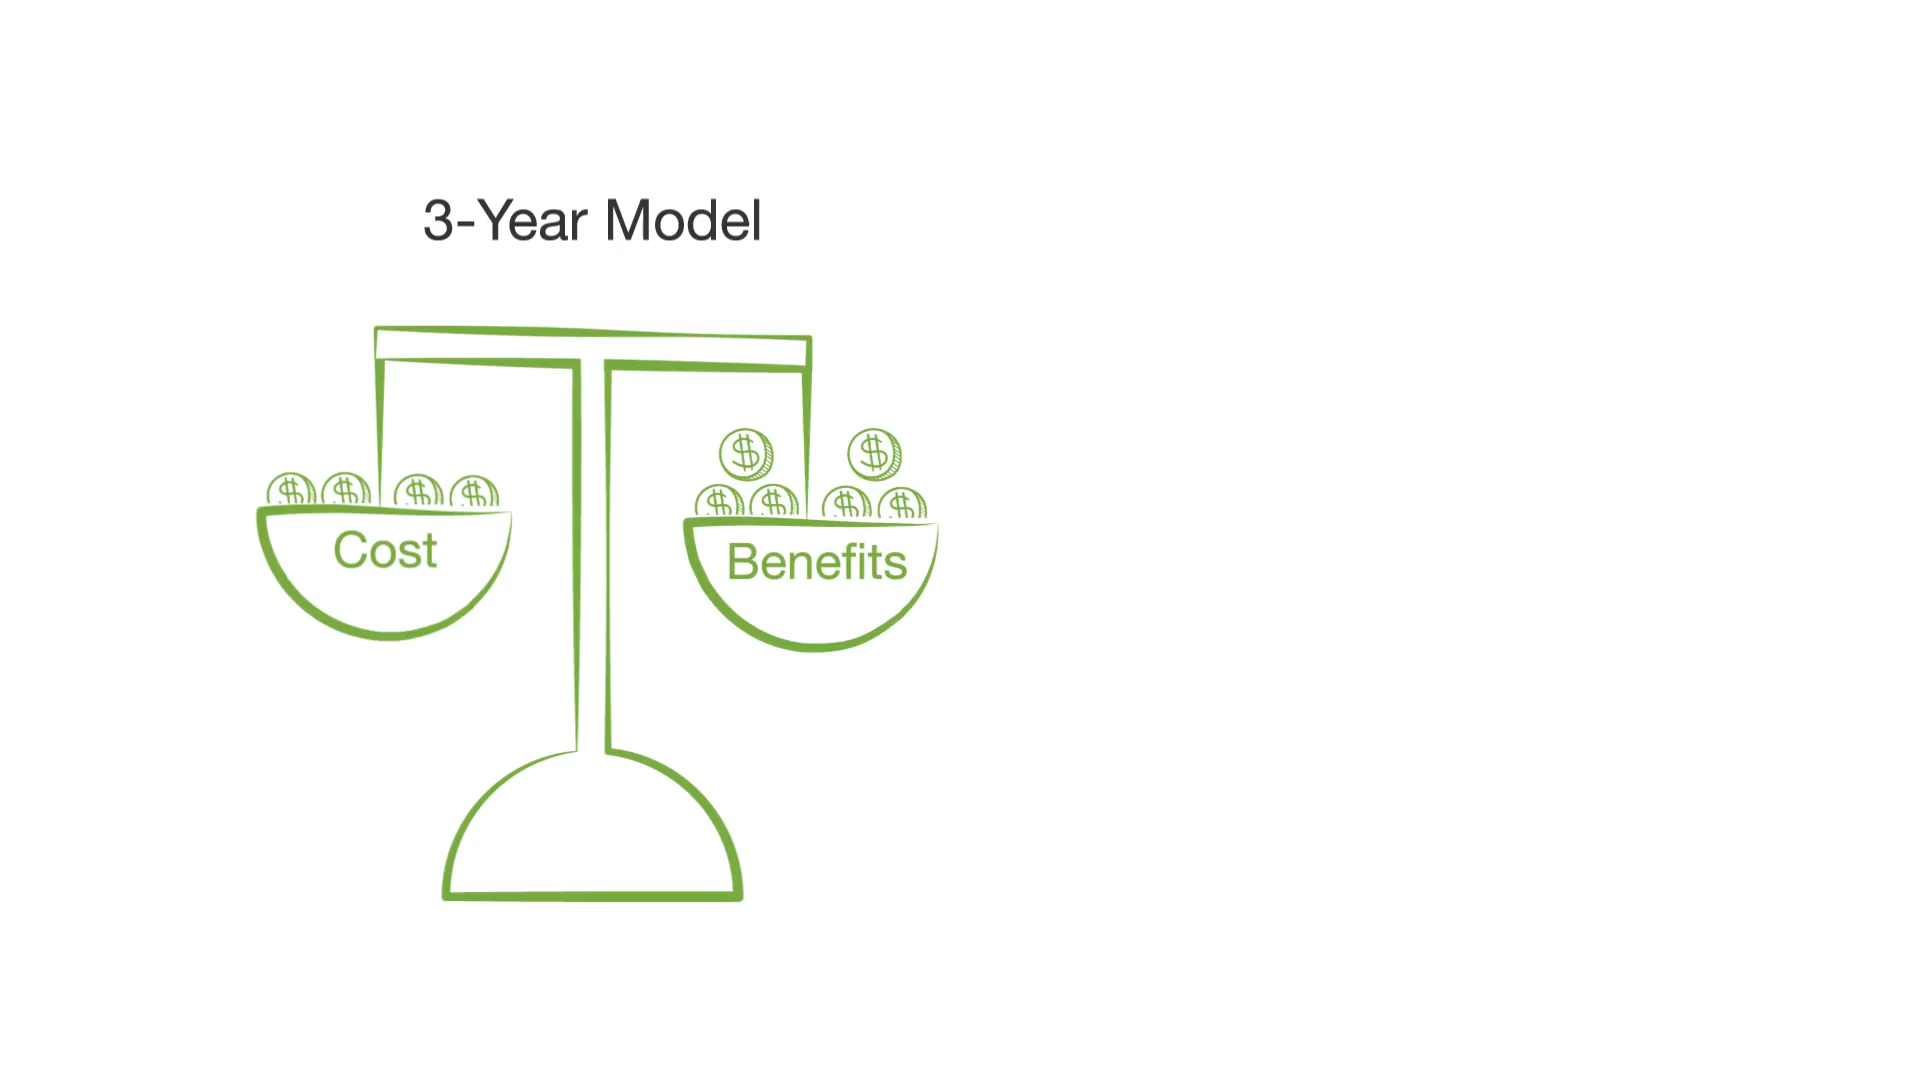 3-Year Model
$ $
$ $ $ $ $ $ $ $
Cost
Benefits